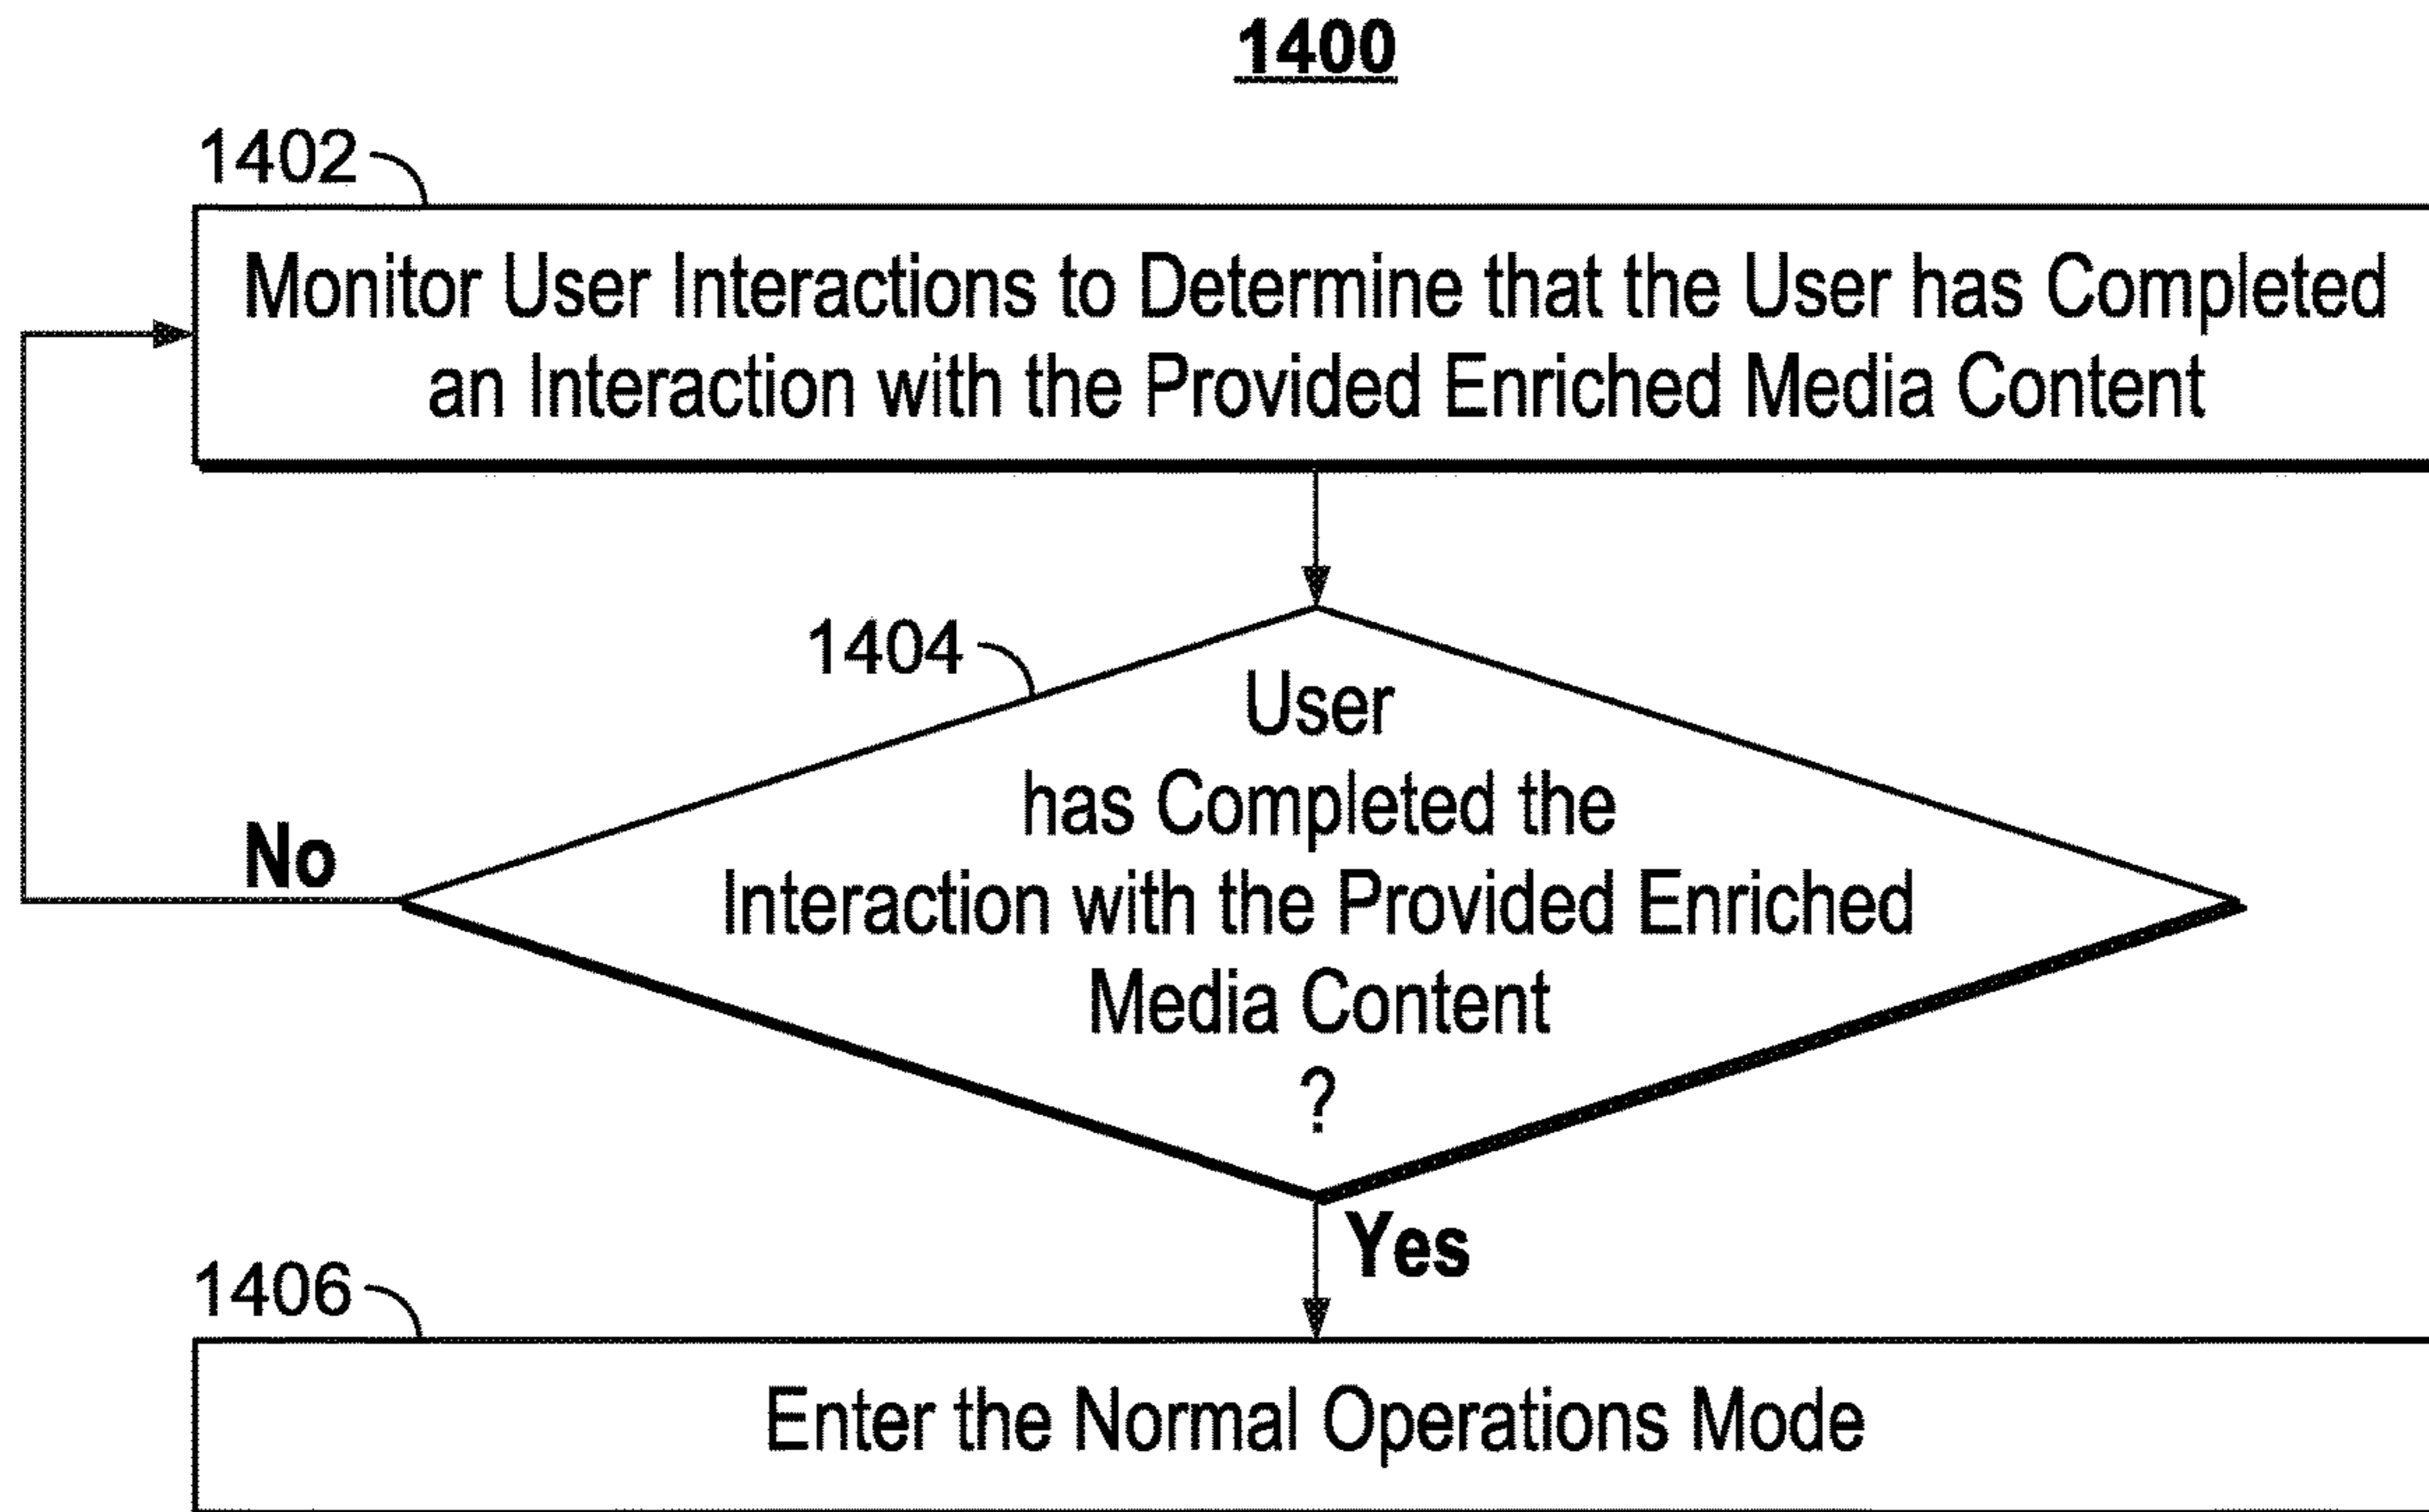 1400
1402
Monitor User Interactions to Determine that the User has Completed
an Interaction with the Provided Enriched Media Content
1404
User
has Completed the
Interaction with the Provided Enriched
Media Content
?
No
Yes
1406
Enter the Normal Operations Mode